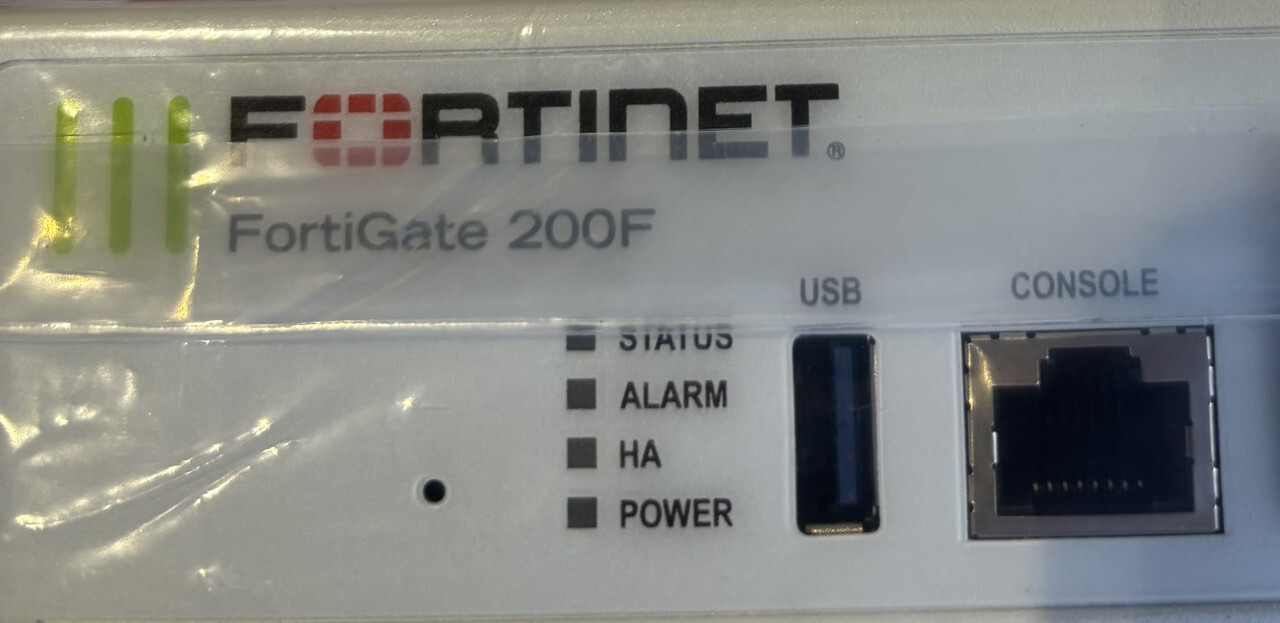 FORTINET®
FortiGate 200F
USB
CONSOLE
STATUS
ALARM
HA
POWER